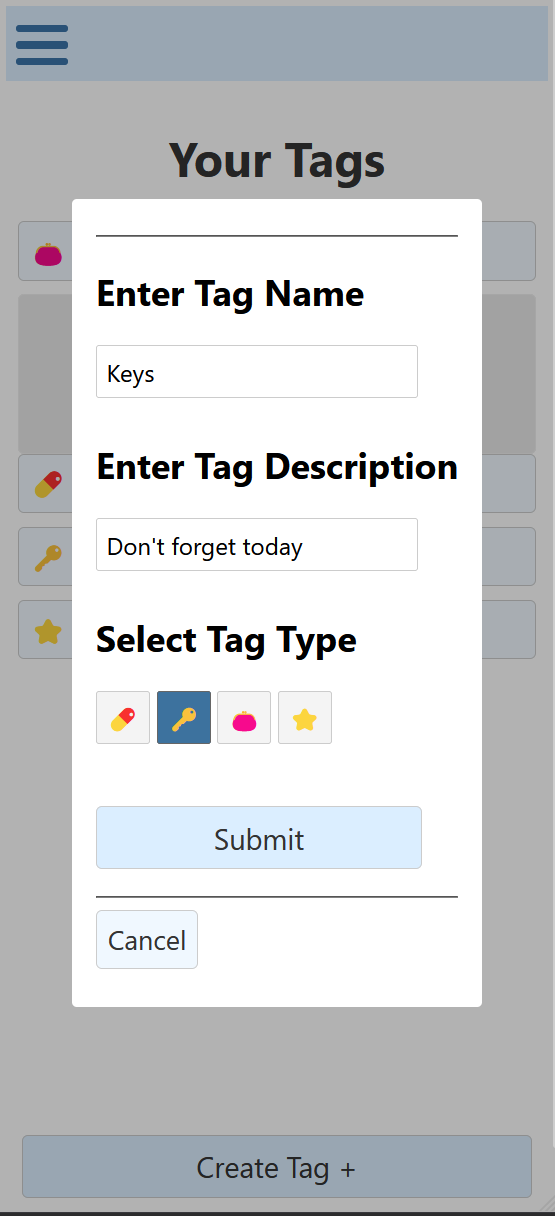 Your Tags
Enter Tag Name
Keys
Enter Tag Description
Don't forget today
Select Tag Type
Submit
Cancel
Create Tag +